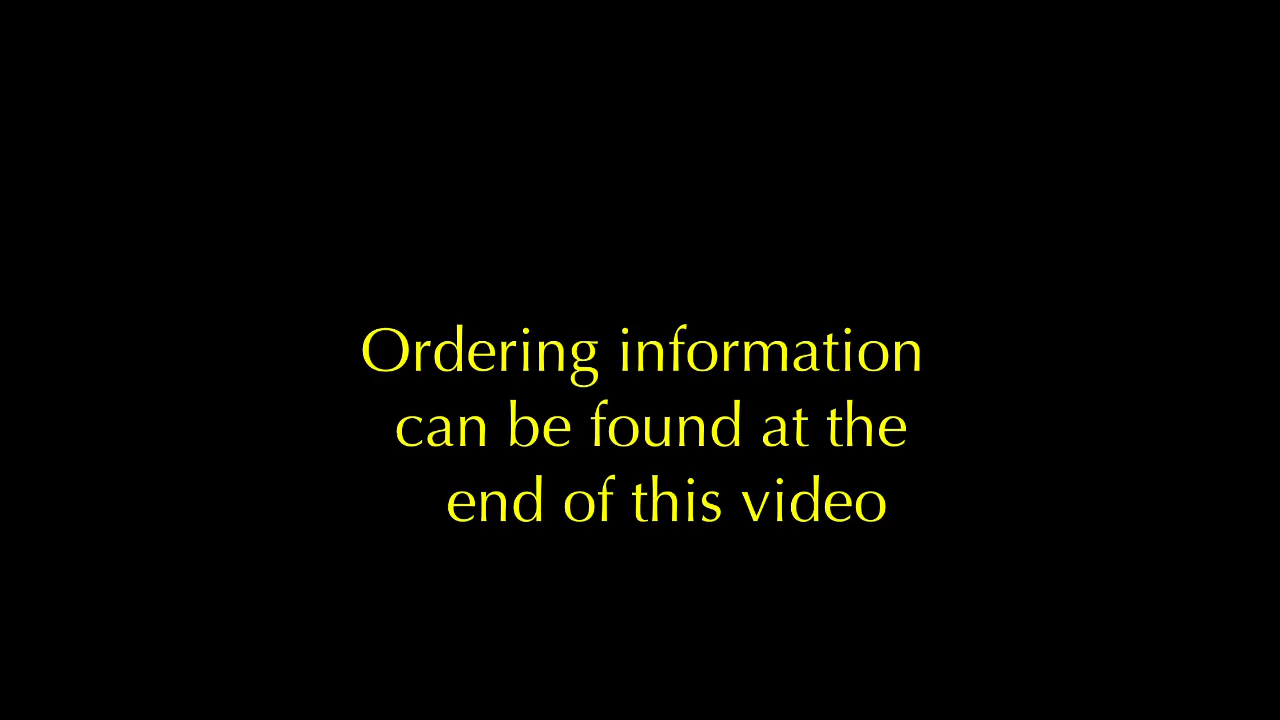 Ordering information
can be found at the
end of this video